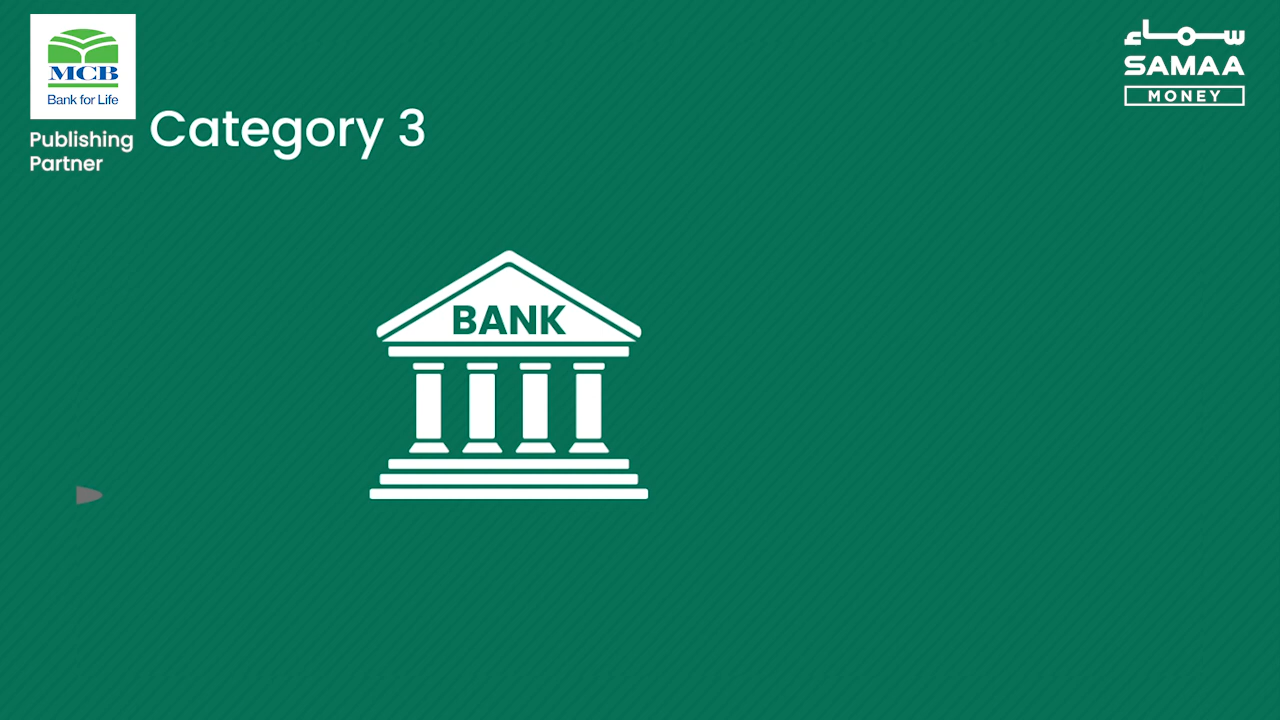 MCB
Bank for Life
Publishing
Partner
Category 3
سماء
SAMAA
MONEY
BANK